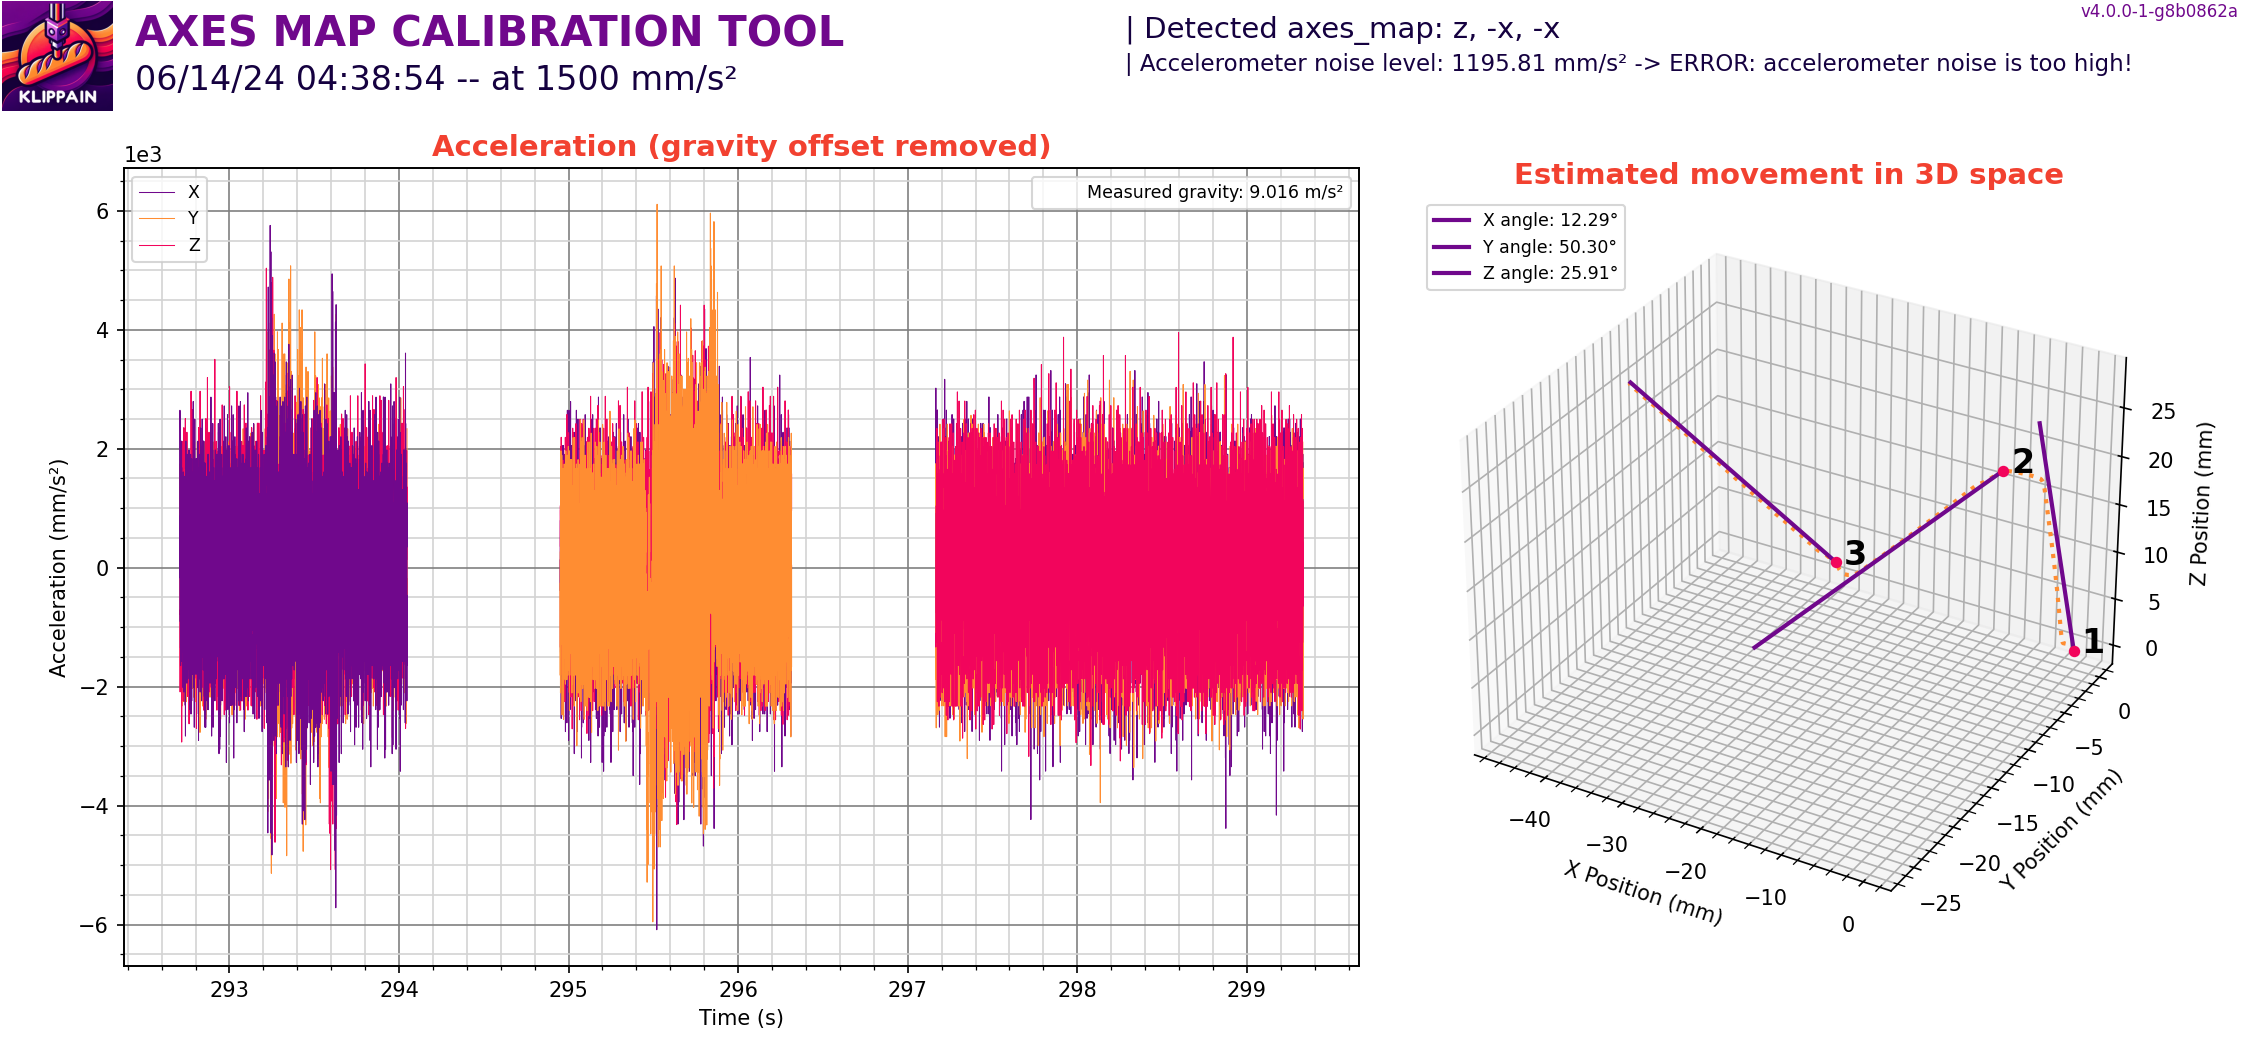 KLIPPAIN
AXES MAP CALIBRATION TOOL
06/14/24 04:38:54 -- at 1500 mm/s²
| Detected axes_map: z, -x, -x
| Accelerometer noise level: 1195.81 mm/s² -> ERROR: accelerometer noise is too high!
v4.0.0-1-g8b0862a
Acceleration (gravity offset removed)
1e3
X
Y
Z
Measured gravity: 9.016 m/s²
6
4
2
0
−2
−4
−6
Acceleration (mm/s²)
293
294
295
296
297
298
299
Time (s)
Estimated movement in 3D space
X angle: 12.29°
Y angle: 50.30°
Z angle: 25.91°
1
2
3
25
20
15
10
5
0
Z Position (mm)
0
−5
−10
−15
−20
−25
Y Position (mm)
−40
−30
−20
−10
0
X Position (mm)